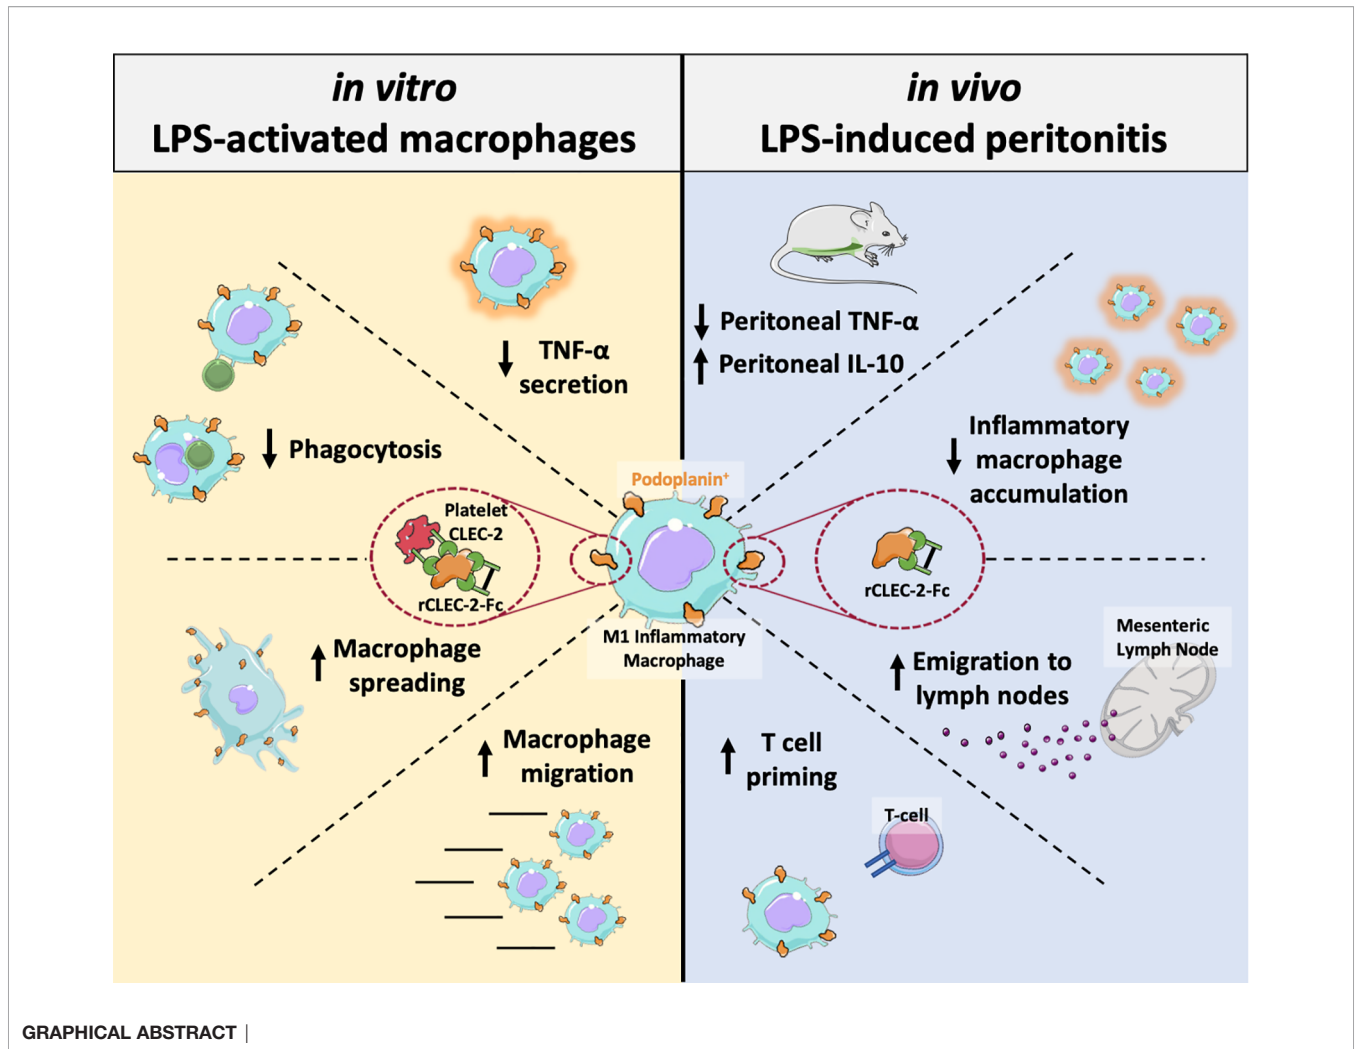 in vitro
LPS-activated macrophages
in vivo
LPS-induced peritonitis
TNF-α
secretion
Phagocytosis
Platelet
CLEC-2
rCLEC-2-Fc
Macrophage
spreading
Macrophage
migration
Podoplanin⁺
M1 Inflammatory
Macrophage
Peritoneal TNF-α
Peritoneal IL-10
Inflammatory
macrophage
accumulation
rCLEC-2-Fc
Mesenteric
Lymph Node
Emigration to
lymph nodes
T cell
priming
T-cell
GRAPHICAL ABSTRACT |